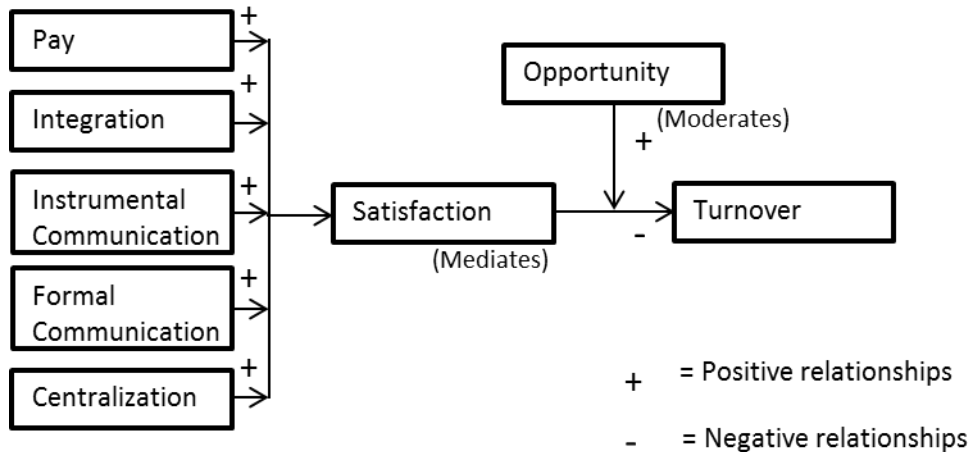 +
Pay
+
Integration
+
Instrumental
Communication
+
Formal
Communication
+
Centralization
Satisfaction
(Mediates)
Opportunity
(Moderates)
+
-
Turnover
+ = Positive relationships
- = Negative relationships